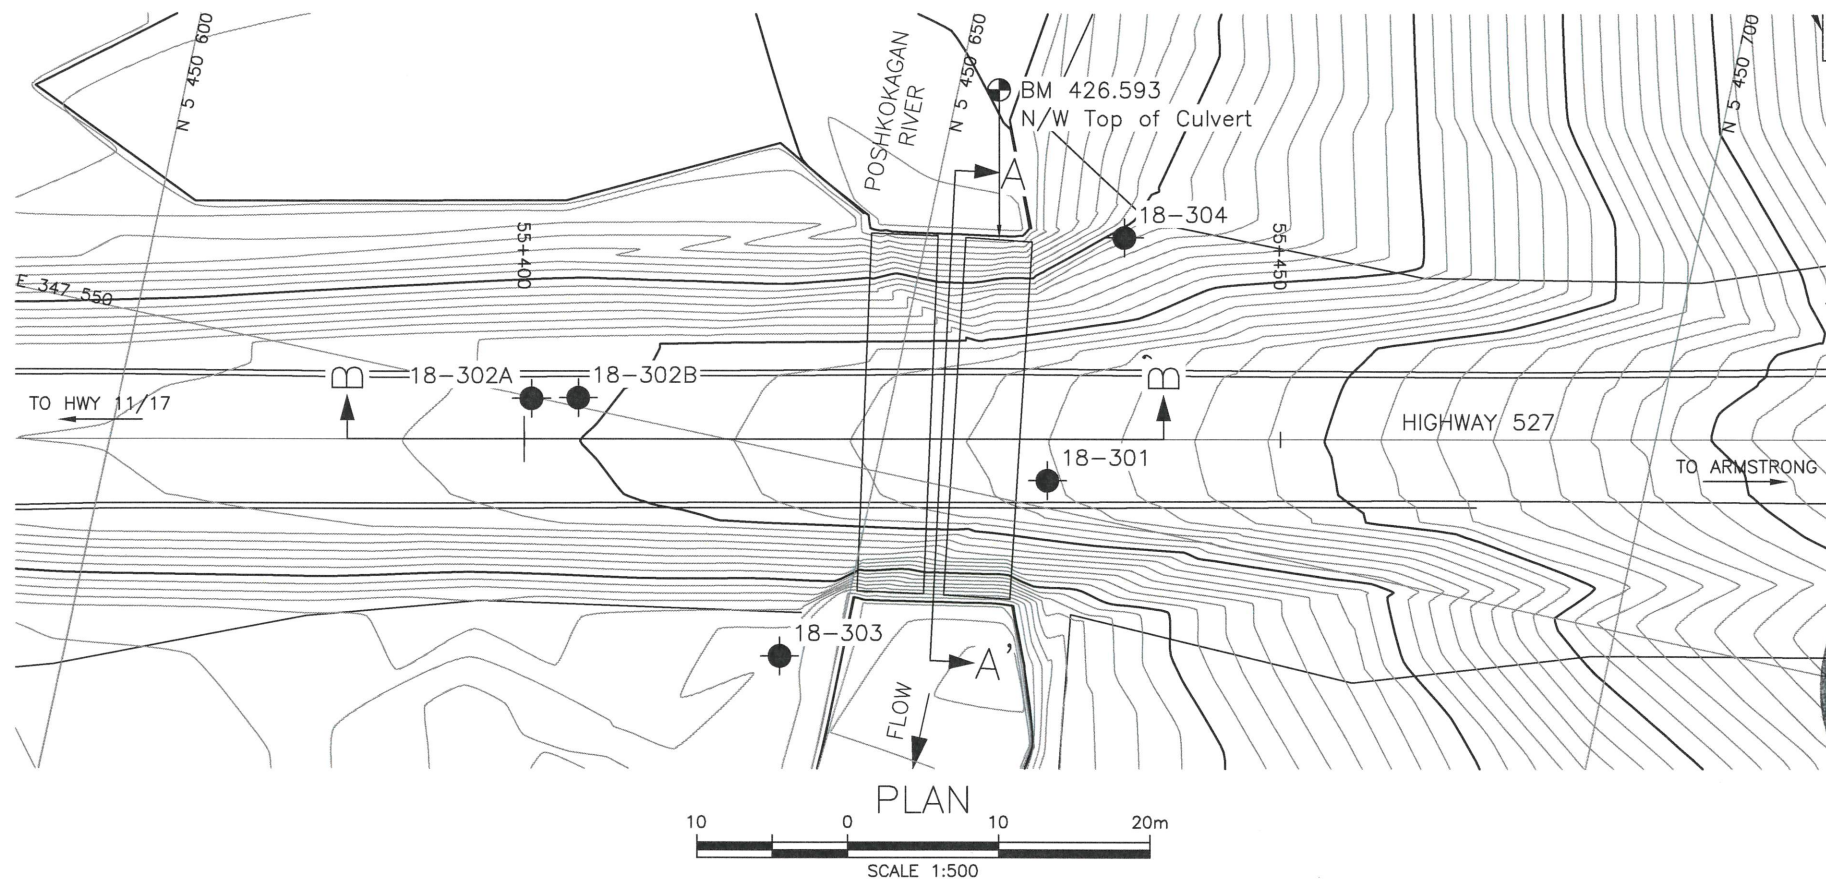 N 5 450 600
POSHKOKAGAN
RIVER
N 5 450 650
BM 426.593
N/W Top of Culvert
N 5 450 700
A
18-304
55+400
55+450
E 347 550
B
18-302A
18-302B
B'
TO HWY 11/17
HIGHWAY 527
18-301
TO ARMSTRONG
18-303
A'
FLOW
PLAN
10 0 10 20m
SCALE 1:500